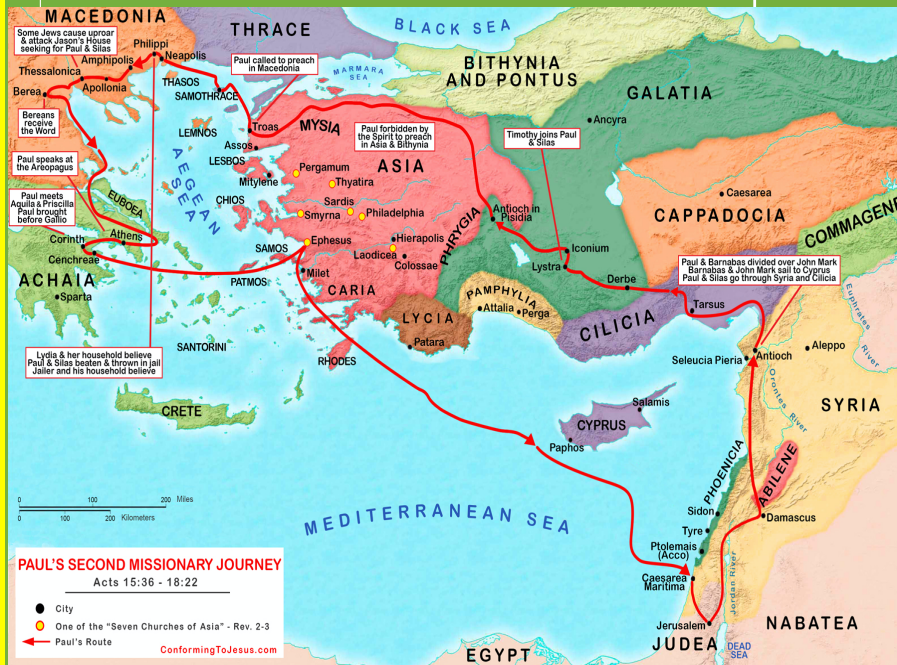 MACEDONIA
THRACE
BLACK SEA
BITHYNIA
AND PONTUS
GALATIA
Some Jews cause uproar
& attack Jason's House
seeking for Paul & Silas
Philippi
Neapolis
Amphipolis
Thessalonica
Apollonia
Berea
THASOS
SAMOTHRACE
Paul called to preach
in Macedonia
MARMARA
SEA
Bereans
receive
the Word
LEMNOS
Troas
MYSIA
Assos
LESBOS
Mitylene
Paul forbidden by
the Spirit to preach
in Asia & Bithynia
ASIA
Timothy joins Paul
& Silas
Ancyra
Paul speaks at
the Areopagus
AEGEAN
SEA
Pergamum
Thyatira
Sardis
Smyrna
Philadelphia
CHIOS
Paul meets
Aquila & Priscilla
Paul brought
before Gallio
EUBOEA
Athens
Corinth
Cenchreae
ACHAIA
Sparta
SAMOS
Ephesus
Hierapolis
Laodicea
Colossae
PHRYGIA
Antioch in
Pisidia
Iconium
Lystra
Derbe
Caesarea
CAPPADOCIA
COMMAGENE
Paul & Barnabas divided over John Mark
Barnabas & John Mark sail to Cyprus
Paul & Silas go through Syria and Cilicia
PATMOS
Milet
CARIA
LYCIA
Patara
PAMPHYLIA
Attalia
Perga
CILICIA
Tarsus
Euphrates
River
Lydia & her household believe
Paul & Silas beaten & thrown in jail
Jailer and his household believe
SANTORINI
RHODES
CRETE
Seleucia Pieria
Antioch
Aleppo
Orontes River
SYRIA
Salamis
CYPRUS
Paphos
PHOENICIA
ABILENE
Sidon
Damascus
Tyre
Ptolemais
(Acco)
Caesarea
Maritima
Jordan River
Jerusalem
JUDEA
DEAD
SEA
NABATEA
EGYPT
MEDITERRANEAN SEA
0 100 200 Miles
0 100 200 Kilometers
PAUL'S SECOND MISSIONARY JOURNEY
Acts 15:36 - 18:22
City
One of the “Seven Churches of Asia” - Rev. 2-3
Paul's Route
ConformingToJesus.com